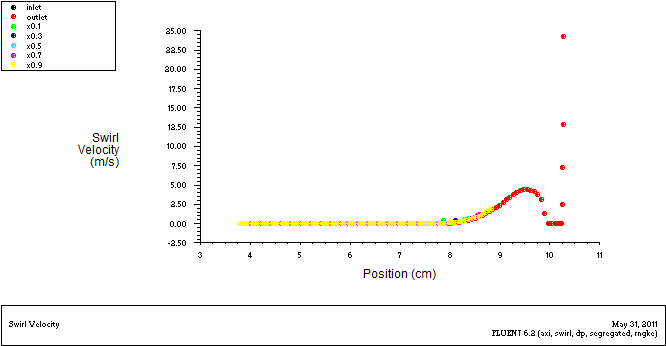 inlet
outlet
x0.1
x0.3
x0.5
x0.7
x0.9
25.00
22.50
20.00
17.50
15.00
12.50
10.00
7.50
5.00
2.50
0.00
-2.50
Swirl
Velocity
(m/s)
3 4 5 6 7 8 9 10 11
Position (cm)
Swirl Velocity
May 31, 2011
FLUENT 6.2 (axi, swirl, dp, segregated, rngke)